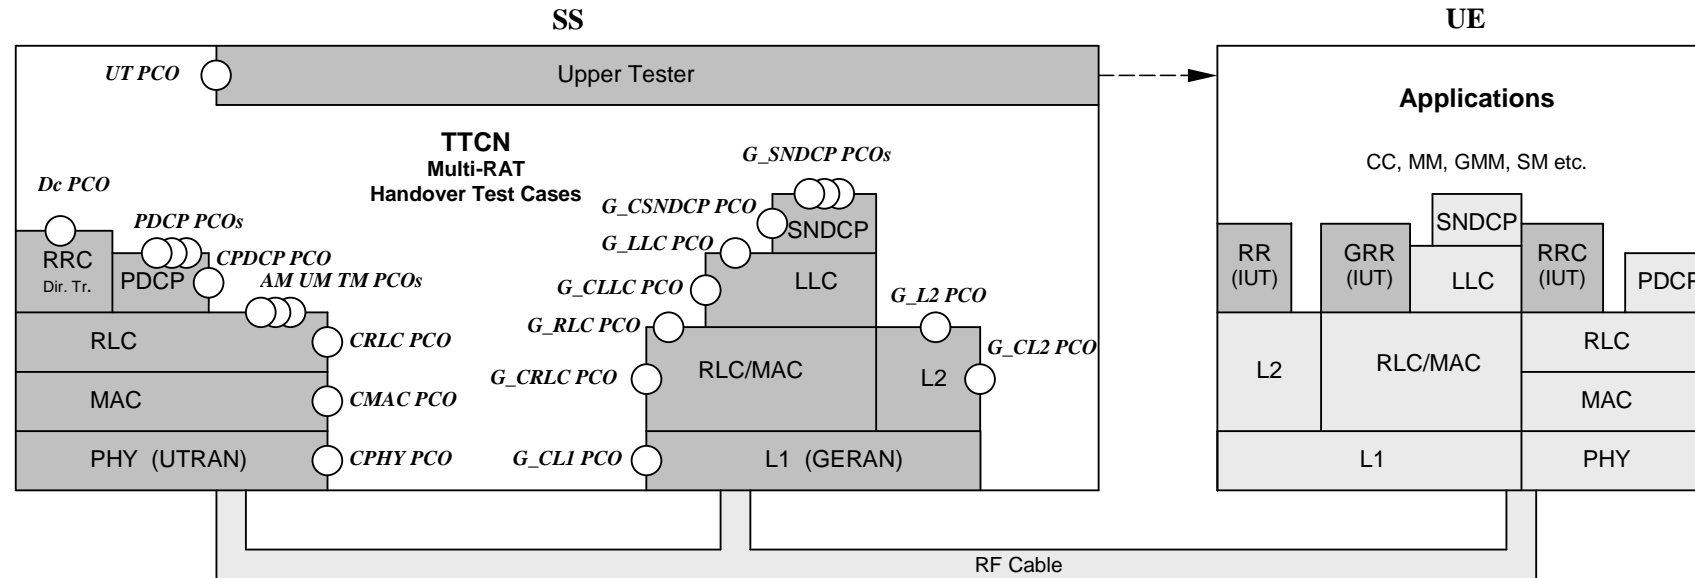 SS
UE
UT PCO
Upper Tester
Applications
TTCN
Multi-RAT
Handover Test Cases
G_SNDCP PCOs
CC, MM, GMM, SM etc.
Dc PCO
PDCP PCOs
G_CSNDCP PCO
SNDCP
SNDCP
RRC
Dir. Tr.
PDCP
CPDCP PCO
G_LLC PCO
RR
(IUT)
GRR
(IUT)
RRC
(IUT)
AM UM TM PCOs
G_CLLC PCO
LLC
LLC
PDCP
G_L2 PCO
G_RLC PCO
RLC
CRLC PCO
G_CL2 PCO
RLC
G_CRLC PCO
RLC/MAC
L2
L2
RLC/MAC
MAC
CMAC PCO
MAC
PHY (UTRAN)
CPHY PCO
G_CL1 PCO
L1 (GERAN)
L1
PHY
RF Cable